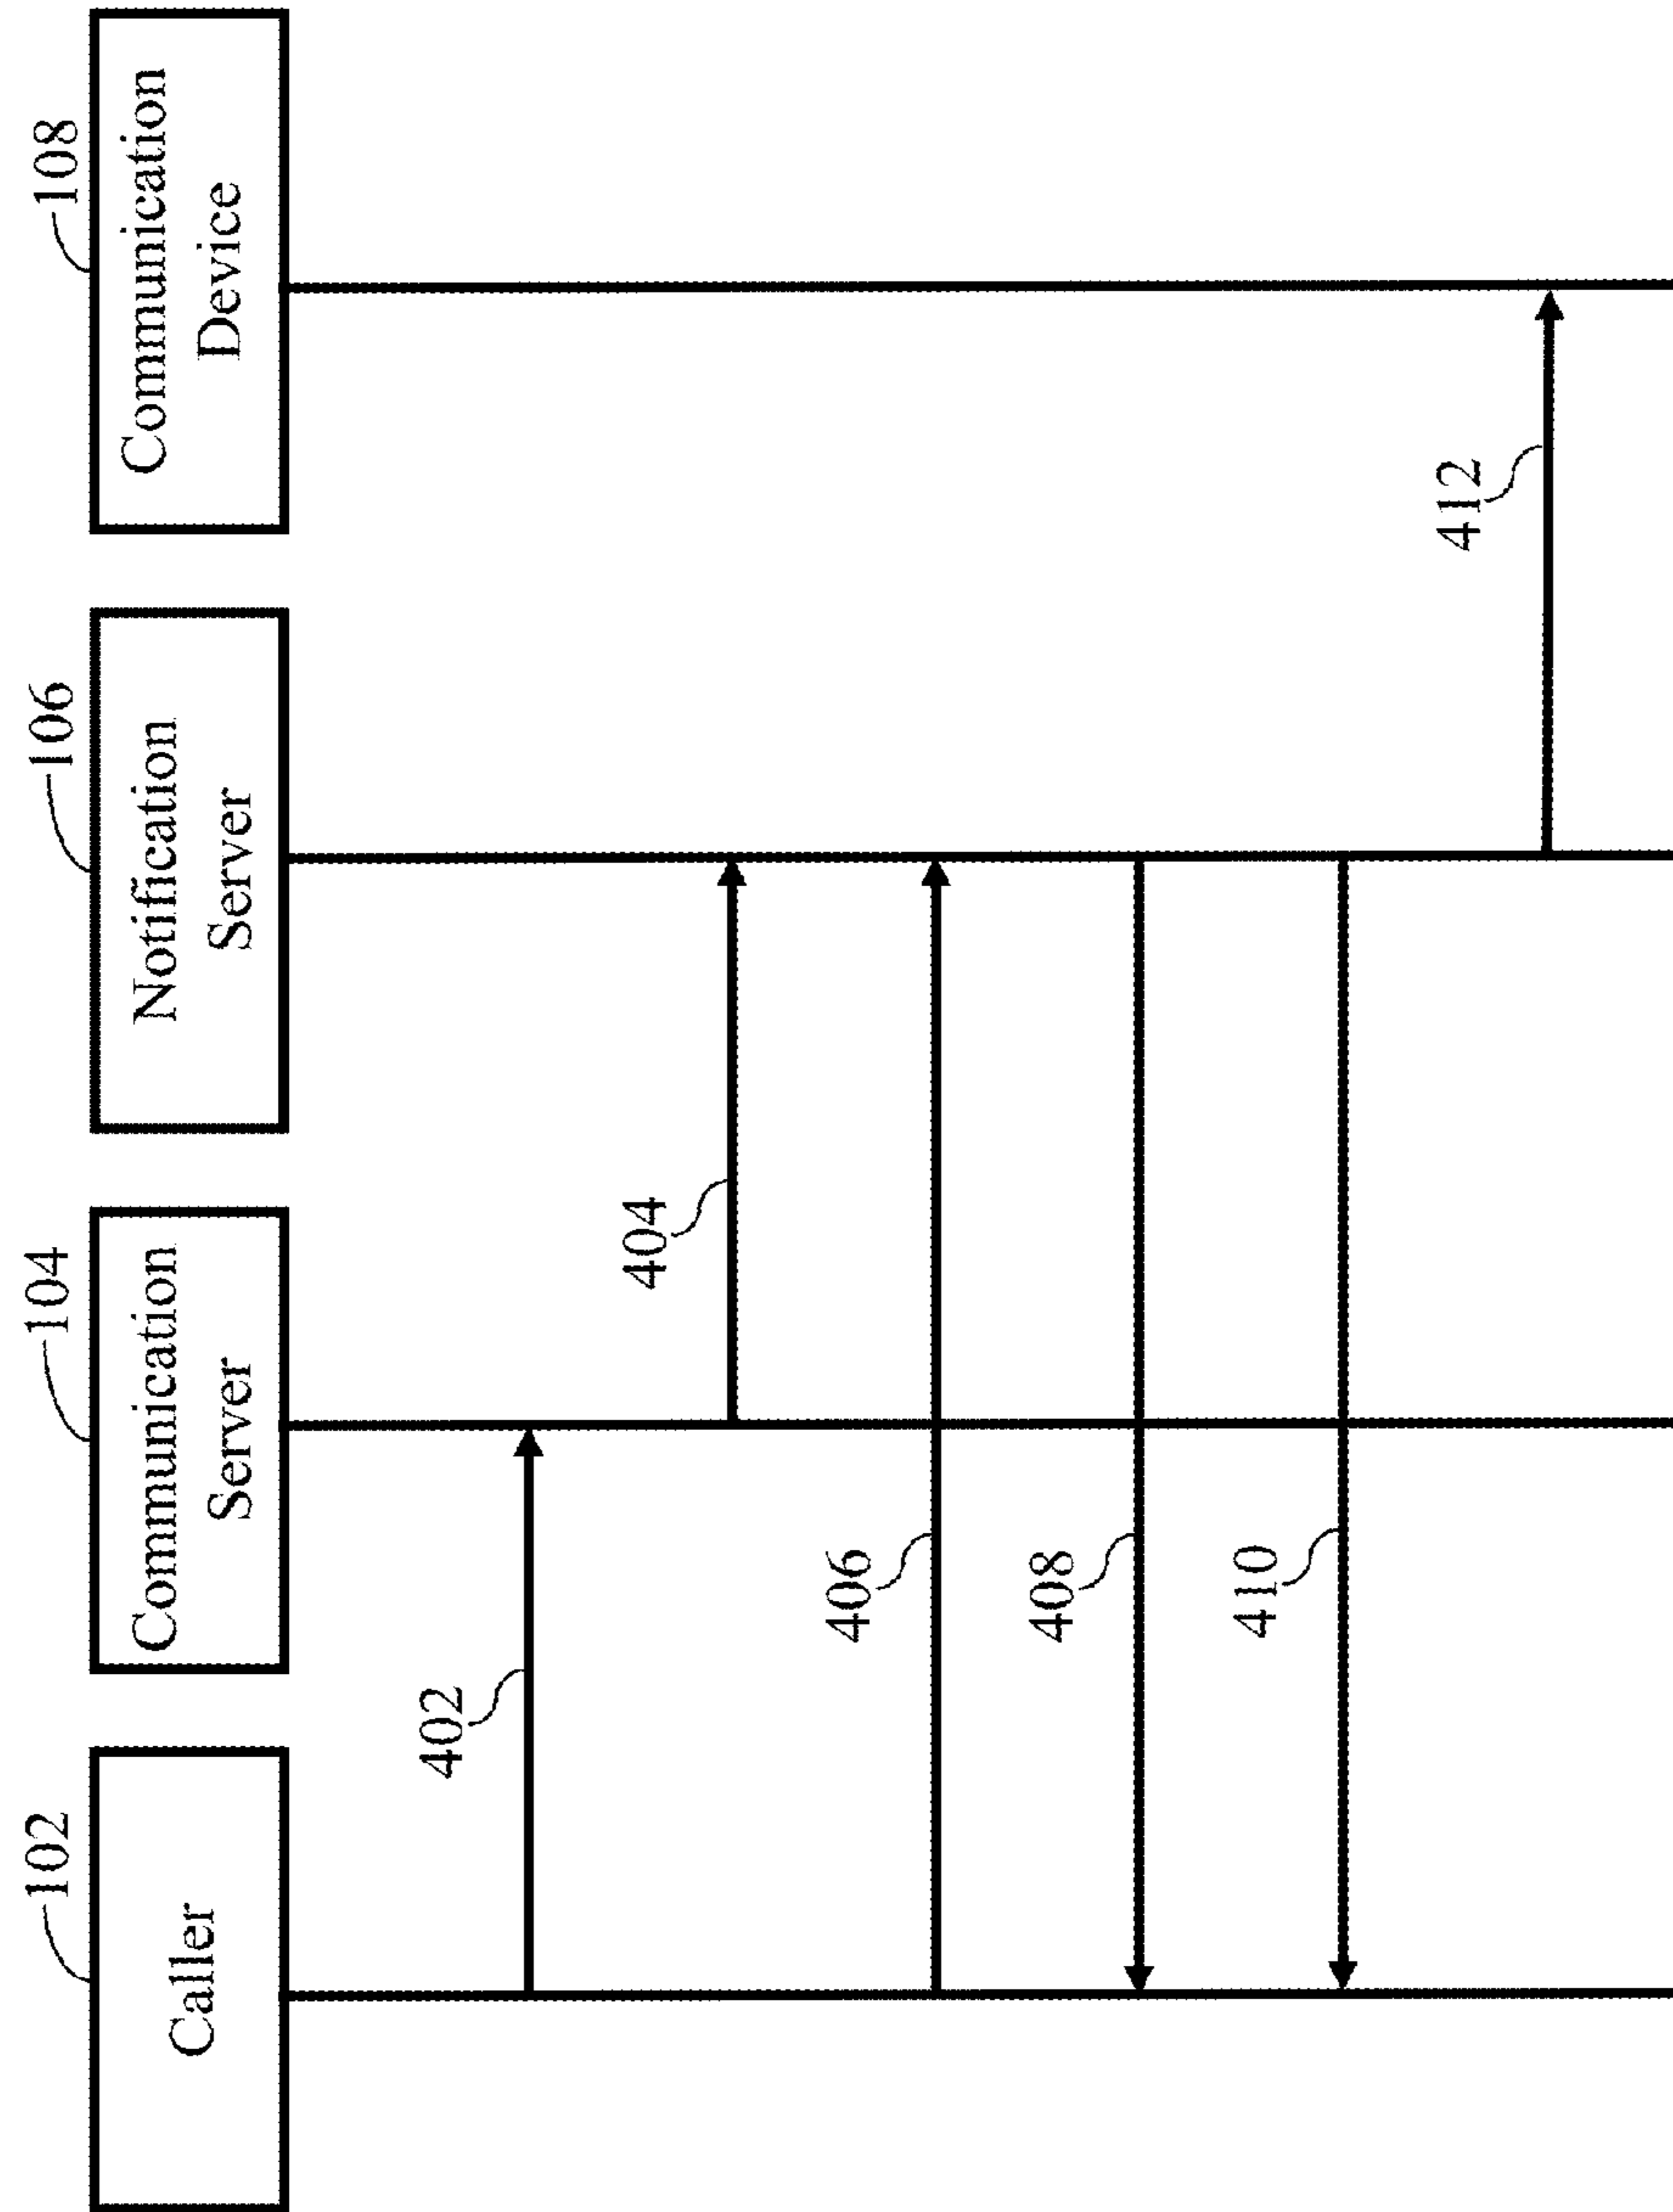 102
104
106
108
Caller
Communication
Server
Notification
Server
Communication
Device
402
404
406
408
410
412